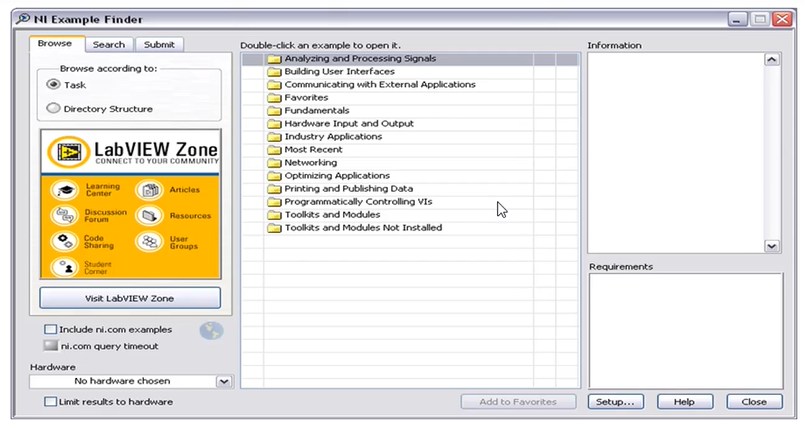 NI Example Finder
Browse
Search
Submit
Browse according to:
Task
Directory Structure
LabVIEW Zone
CONNECT TO YOUR COMMUNITY
Learning Center
Articles
Discussion Forum
Resources
Code Sharing
User Groups
Student Corner
Visit LabVIEW Zone
Include ni.com examples
ni.com query timeout
Hardware
No hardware chosen
Limit results to hardware
Double-click an example to open it.
Analyzing and Processing Signals
Building User Interfaces
Communicating with External Applications
Favorites
Fundamentals
Hardware Input and Output
Industry Applications
Most Recent
Networking
Optimizing Applications
Printing and Publishing Data
Programmatically Controlling VIs
Toolkits and Modules
Toolkits and Modules Not Installed
Add to Favorites
Information
Requirements
Setup...
Help
Close